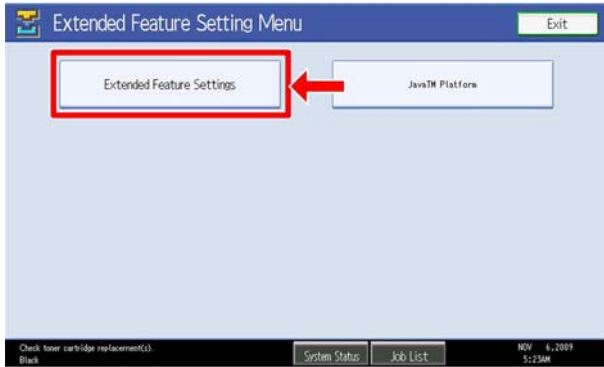 Extended Feature Setting Menu
Exit
Extended Feature Settings
JavaTM Platform
Check toner cartridge replacement(s).
Black
System Status
Job List
NOV 6,2009
5:23AM